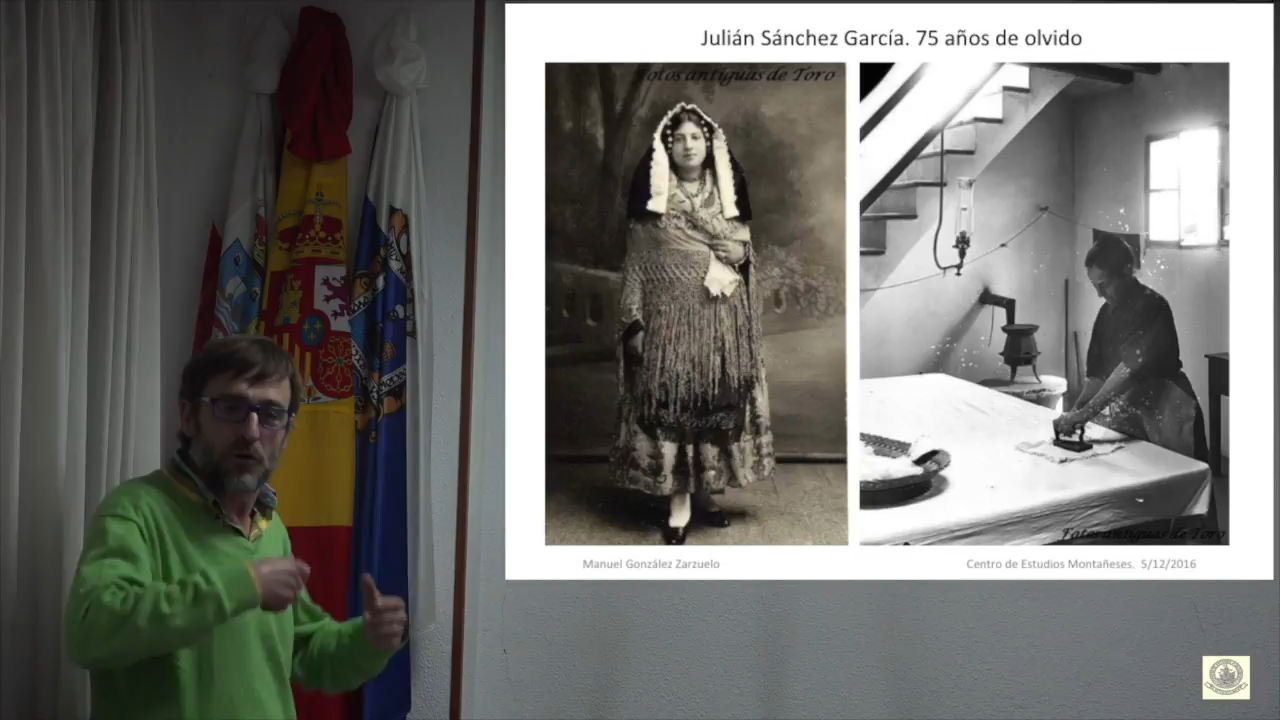 Julián Sánchez García. 75 años de olvido
Fotos antiguas de Toro
Fotos antiguas de Toro
Manuel González Zarzuelo
Centro de Estudios Montañeses. 5/12/2016